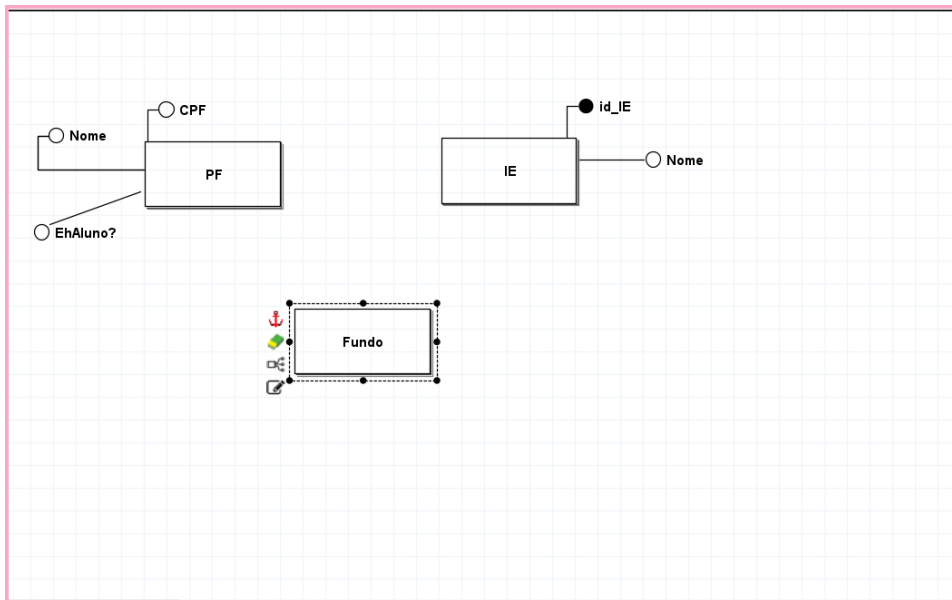 CPF
Nome
PF
EhAluno?
id_IE
IE
Nome
Fundo